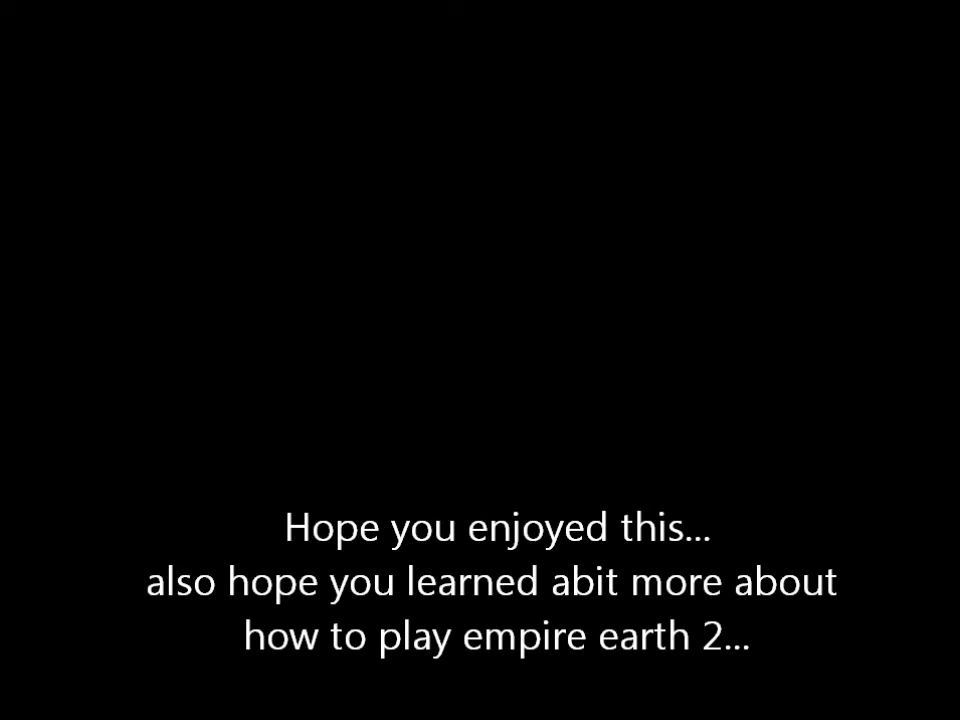 Hope you enjoyed this...
also hope you learned abit more about
how to play empire earth 2...